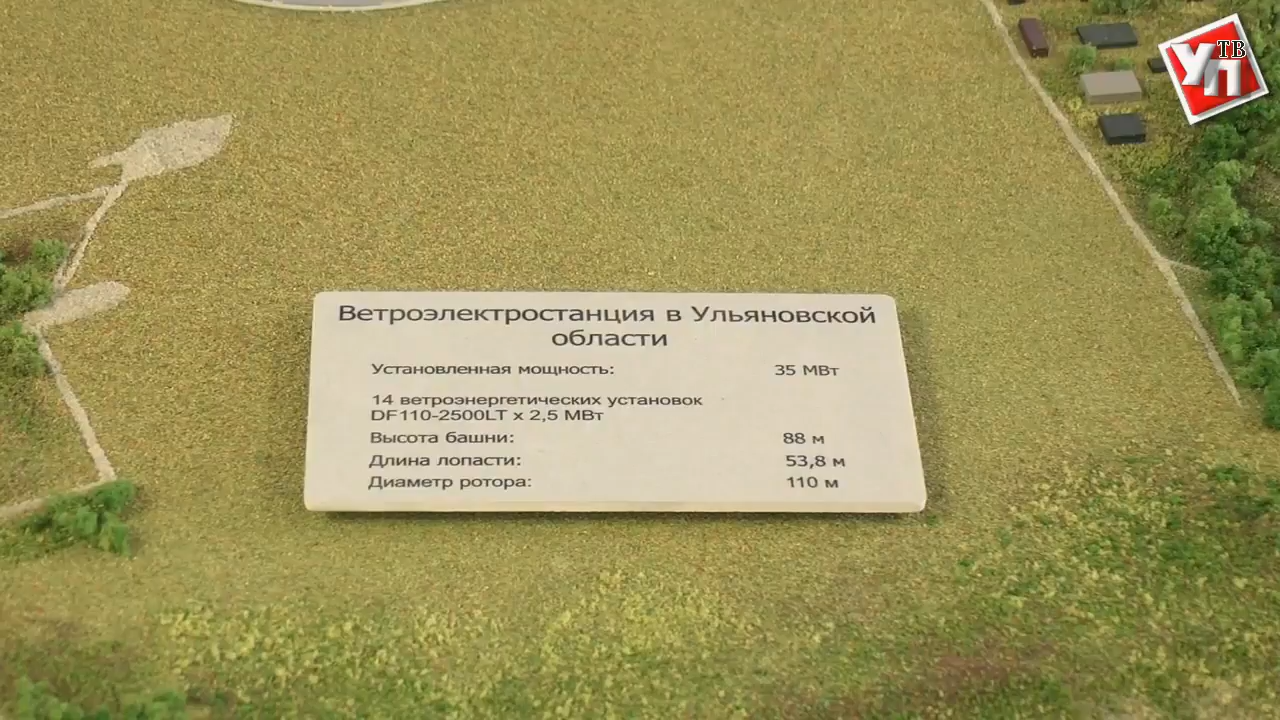 УП ТВ
Ветроэлектростанция в Ульяновской
области
Установленная мощность: 35 МВт
14 ветроэнергетических установок
DF110-2500LT x 2,5 МВт
Высота башни: 88 м
Длина лопасти: 53,8 м
Диаметр ротора: 110 м